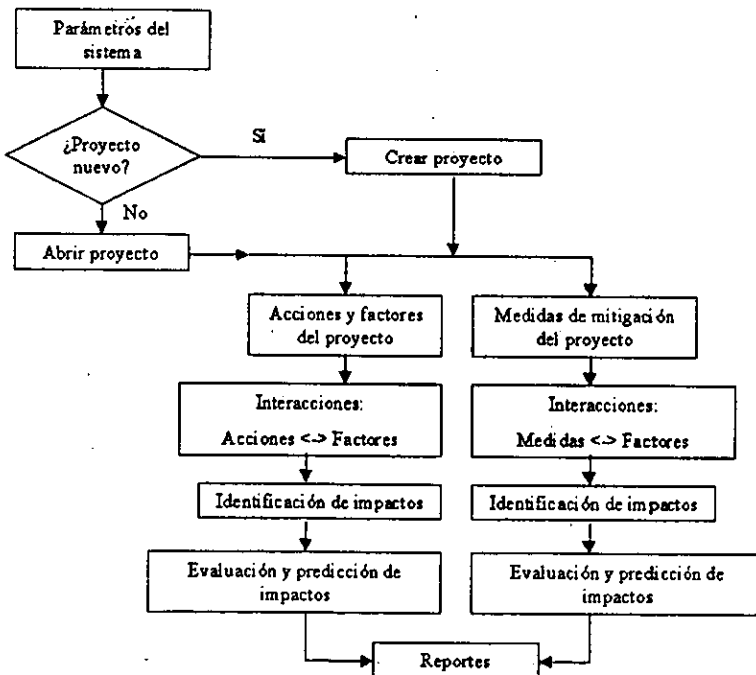 Parámetros del
sistema
¿Proyecto
nuevo?
Sí
Crear proyecto
No
Abrir proyecto
Acciones y factores
del proyecto
Medidas de mitigación
del proyecto
Interacciones:
Acciones <-> Factores
Interacciones:
Medidas <-> Factores
Identificación de impactos
Identificación de impactos
Evaluación y predicción de
impactos
Evaluación y predicción de
impactos
Reportes